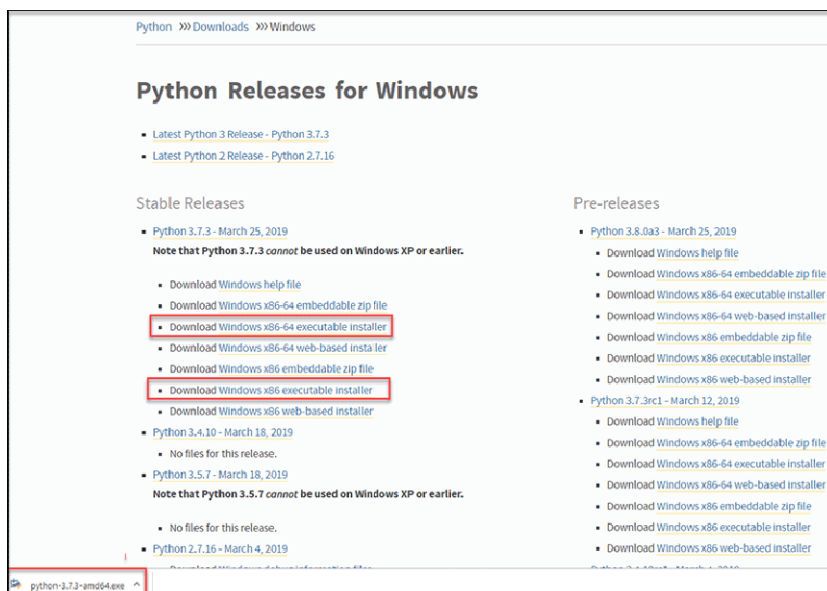 Python >>> Downloads >>> Windows
Python Releases for Windows
Latest Python 3 Release - Python 3.7.3
Latest Python 2 Release - Python 2.7.16
Stable Releases
Python 3.7.3 - March 25, 2019
Note that Python 3.7.3 cannot be used on Windows XP or earlier.
Download Windows help file
Download Windows x86-64 embeddable zip file
Download Windows x86-64 executable installer
Download Windows x86-64 web-based installer
Download Windows x86 embeddable zip file
Download Windows x86 executable installer
Download Windows x86 web-based installer
Python 3.4.10 - March 18, 2019
No files for this release.
Python 3.5.7 - March 18, 2019
Note that Python 3.5.7 cannot be used on Windows XP or earlier.
No files for this release.
Python 2.7.16 - March 4, 2019
Pre-releases
Python 3.8.0a3 - March 25, 2019
Download Windows help file
Download Windows x86-64 embeddable zip file
Download Windows x86-64 executable installer
Download Windows x86-64 web-based installer
Download Windows x86 embeddable zip file
Download Windows x86 executable installer
Download Windows x86 web-based installer
Python 3.7.3rc1 - March 12, 2019
Download Windows help file
Download Windows x86-64 embeddable zip file
Download Windows x86-64 executable installer
Download Windows x86-64 web-based installer
Download Windows x86 embeddable zip file
Download Windows x86 executable installer
Download Windows x86 web-based installer
python-3.7.3-amd64.exe